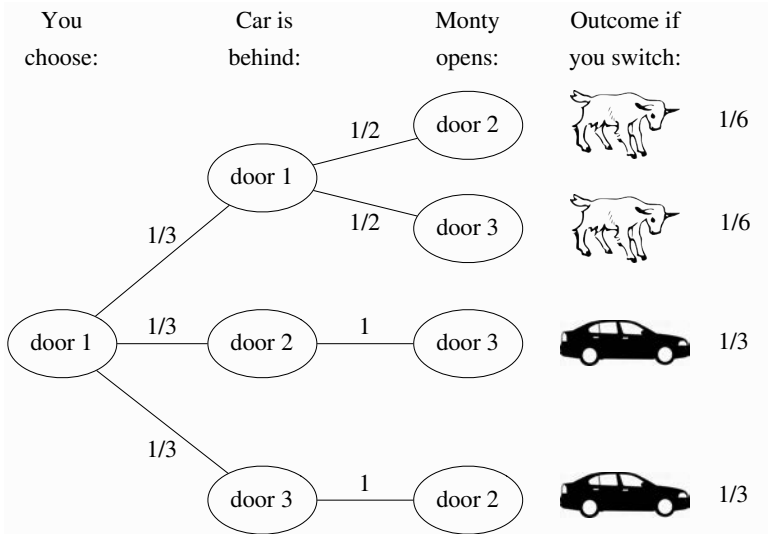 You
choose:
Car is
behind:
Monty
opens:
Outcome if
you switch:
door 2
1/2
1/6
door 1
1/2
door 3
1/6
1/3
door 1
1/3
door 2
1
door 3
1/3
1/3
door 3
1
door 2
1/3